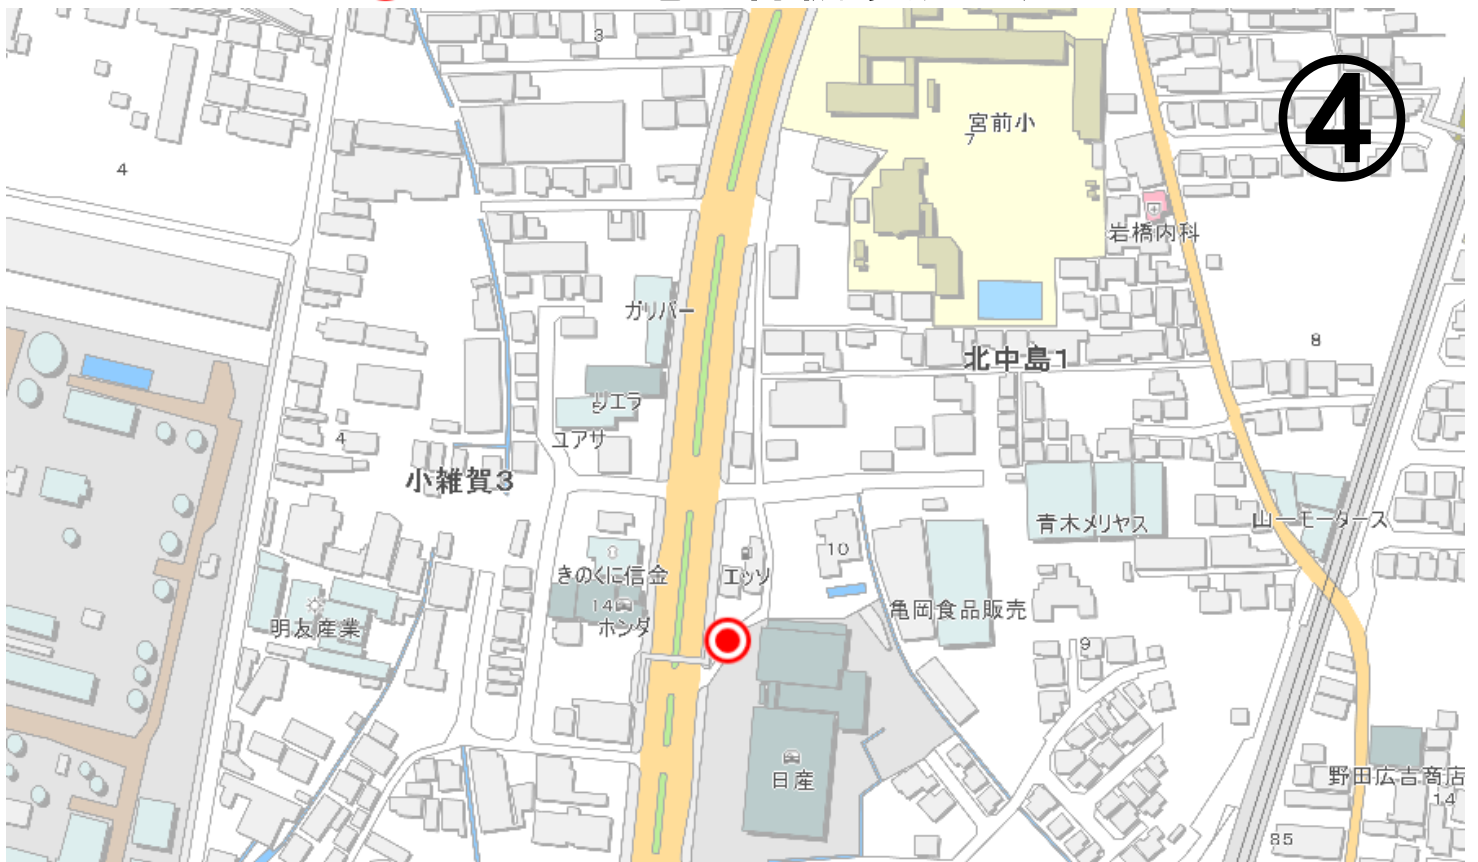 3
④
宮前小
7
4
岩橋内科
ガリバー
8
北中島1
リエラ
5
ユアサ
4
小雑賀3
青木メリヤス
山一モータース
10
きのくに信金
エッソ
14
ホンダ
亀岡食品販売
明友産業
9
日産
野田広吉商店
14
85